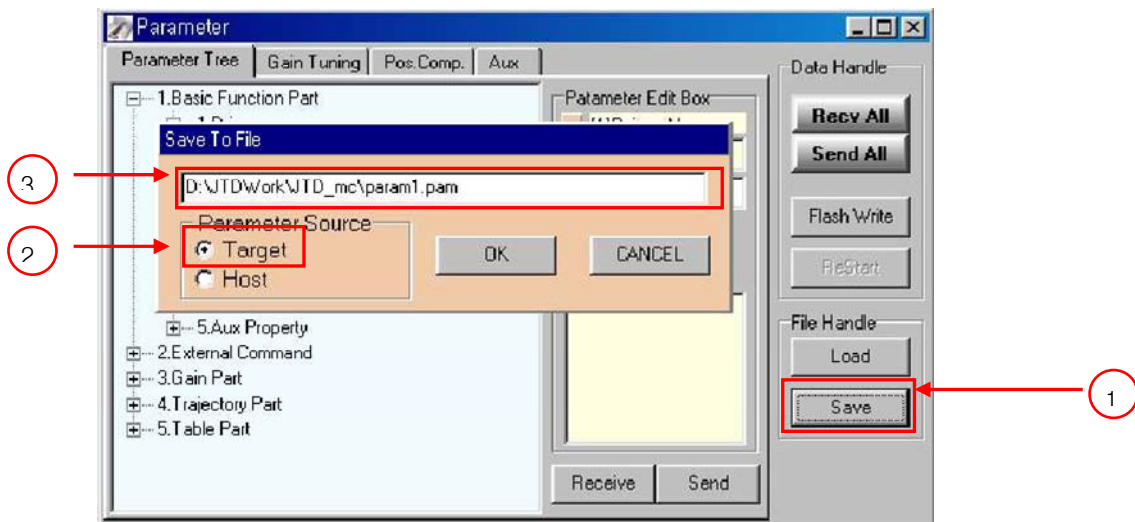 Parameter
Parameter Tree
Gain Tuning
Pos.Comp.
Aux
1.Basic Function Part
Save To File
D:\JTDWork\JTD_mc\param1.pam
Parameter Source
Target
Host
OK
CANCEL
5.Aux Property
2.External Command
3.Gain Part
4.Trajectory Part
5.Table Part
Patameter Edit Box
Receive
Send
Data Handle
Recv All
Send All
Flash Write
ReStart
File Handle
Load
Save
3
2
1